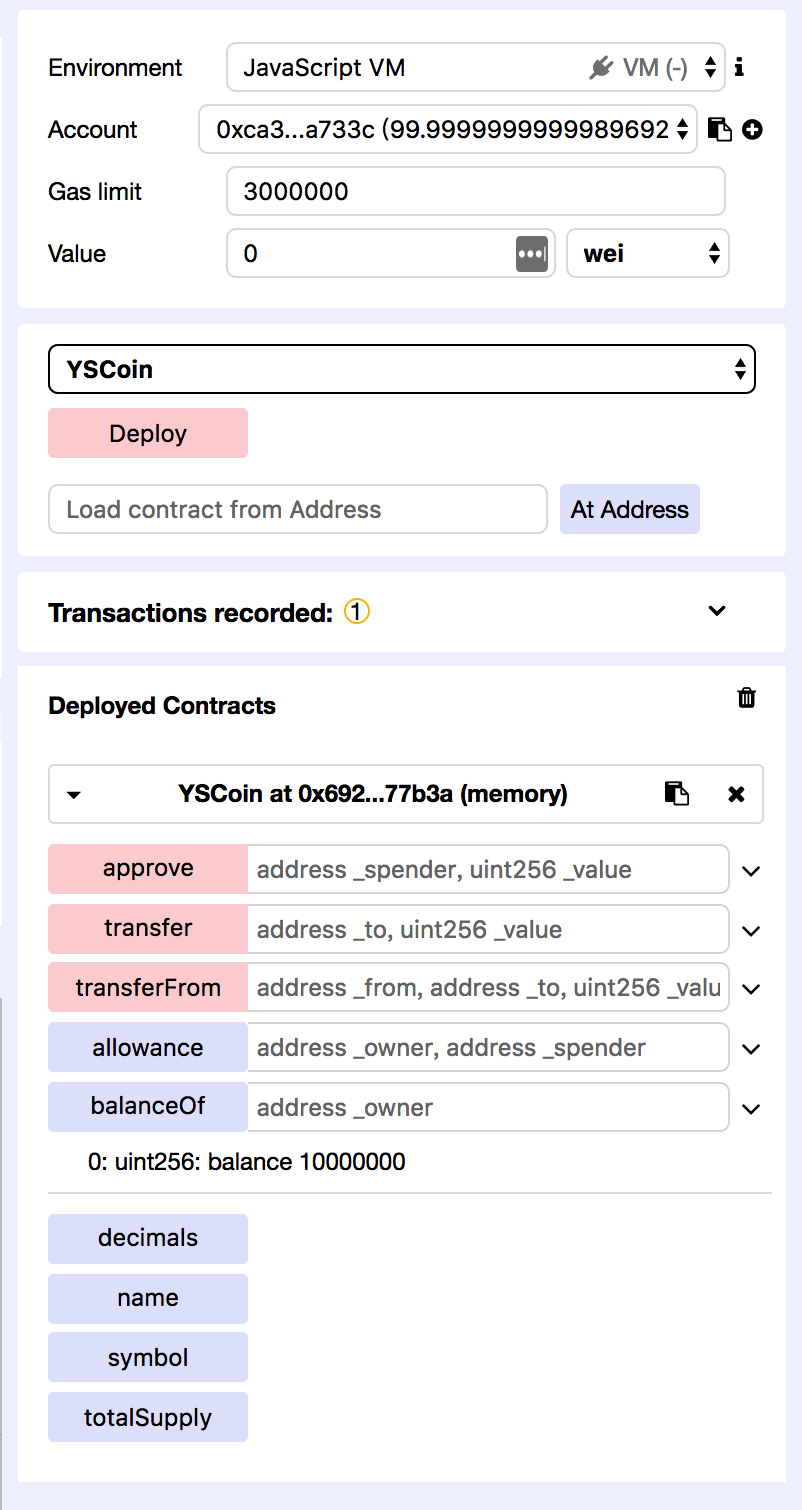 Environment JavaScript VM VM (-)
Account 0xca3...a733c (99.9999999999989692
Gas limit 3000000
Value 0 wei
YSCoin
Deploy
Load contract from Address At Address
Transactions recorded: 1
Deployed Contracts
YSCoin at 0x692...77b3a (memory)
approve address _spender, uint256 _value
transfer address _to, uint256 _value
transferFrom address _from, address _to, uint256 _valu
allowance address _owner, address _spender
balanceOf address _owner
0: uint256: balance 10000000
decimals
name
symbol
totalSupply